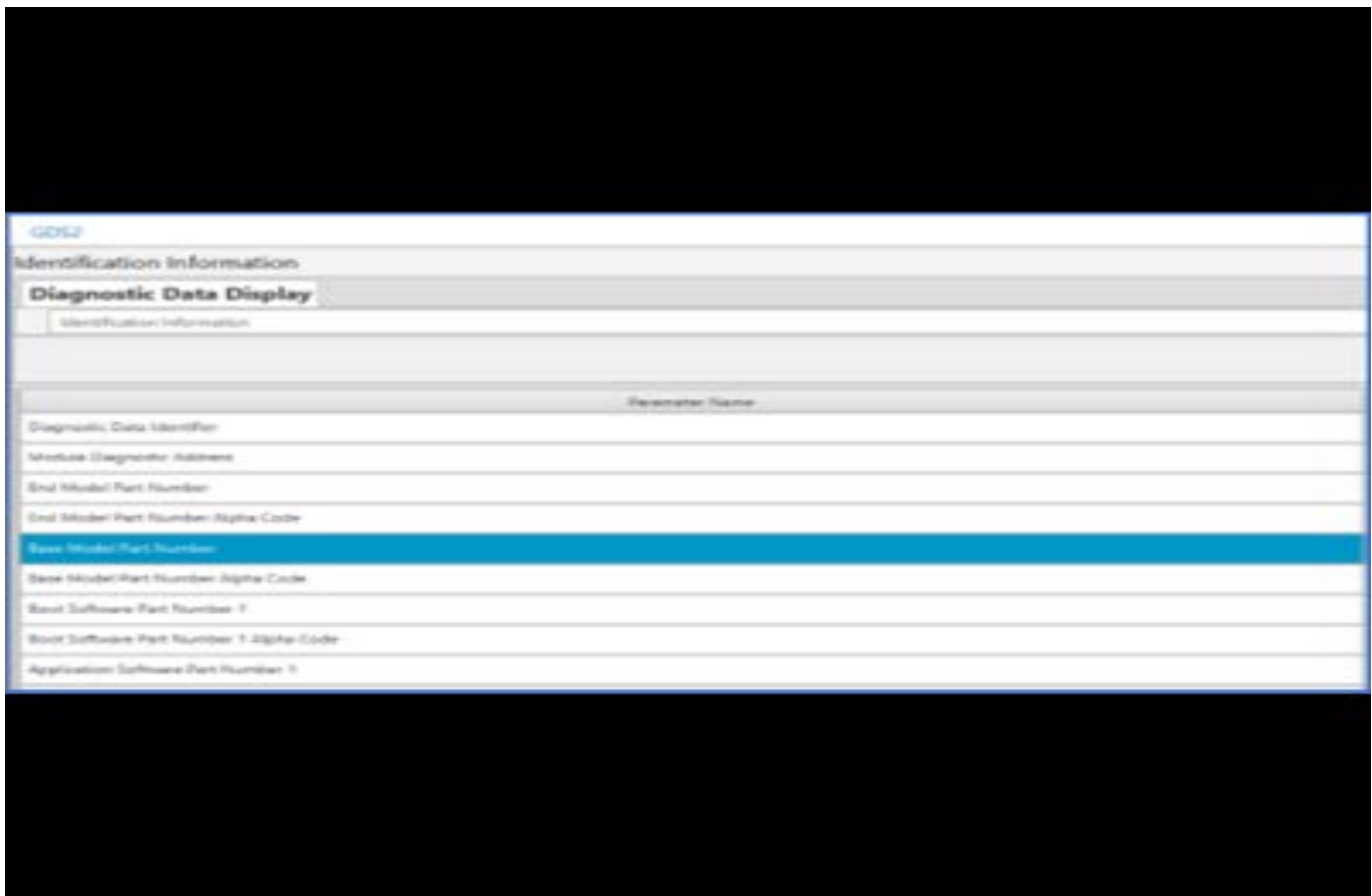 GDS2
Identification Information
Diagnostic Data Display
Identification Information
Parameter Name
Diagnostic Data Identifier
Module Diagnostic Address
End Model Part Number
End Model Part Number Alpha Code
Base Model Part Number
Base Model Part Number Alpha Code
Boot Software Part Number 1
Boot Software Part Number 1 Alpha Code
Application Software Part Number 1